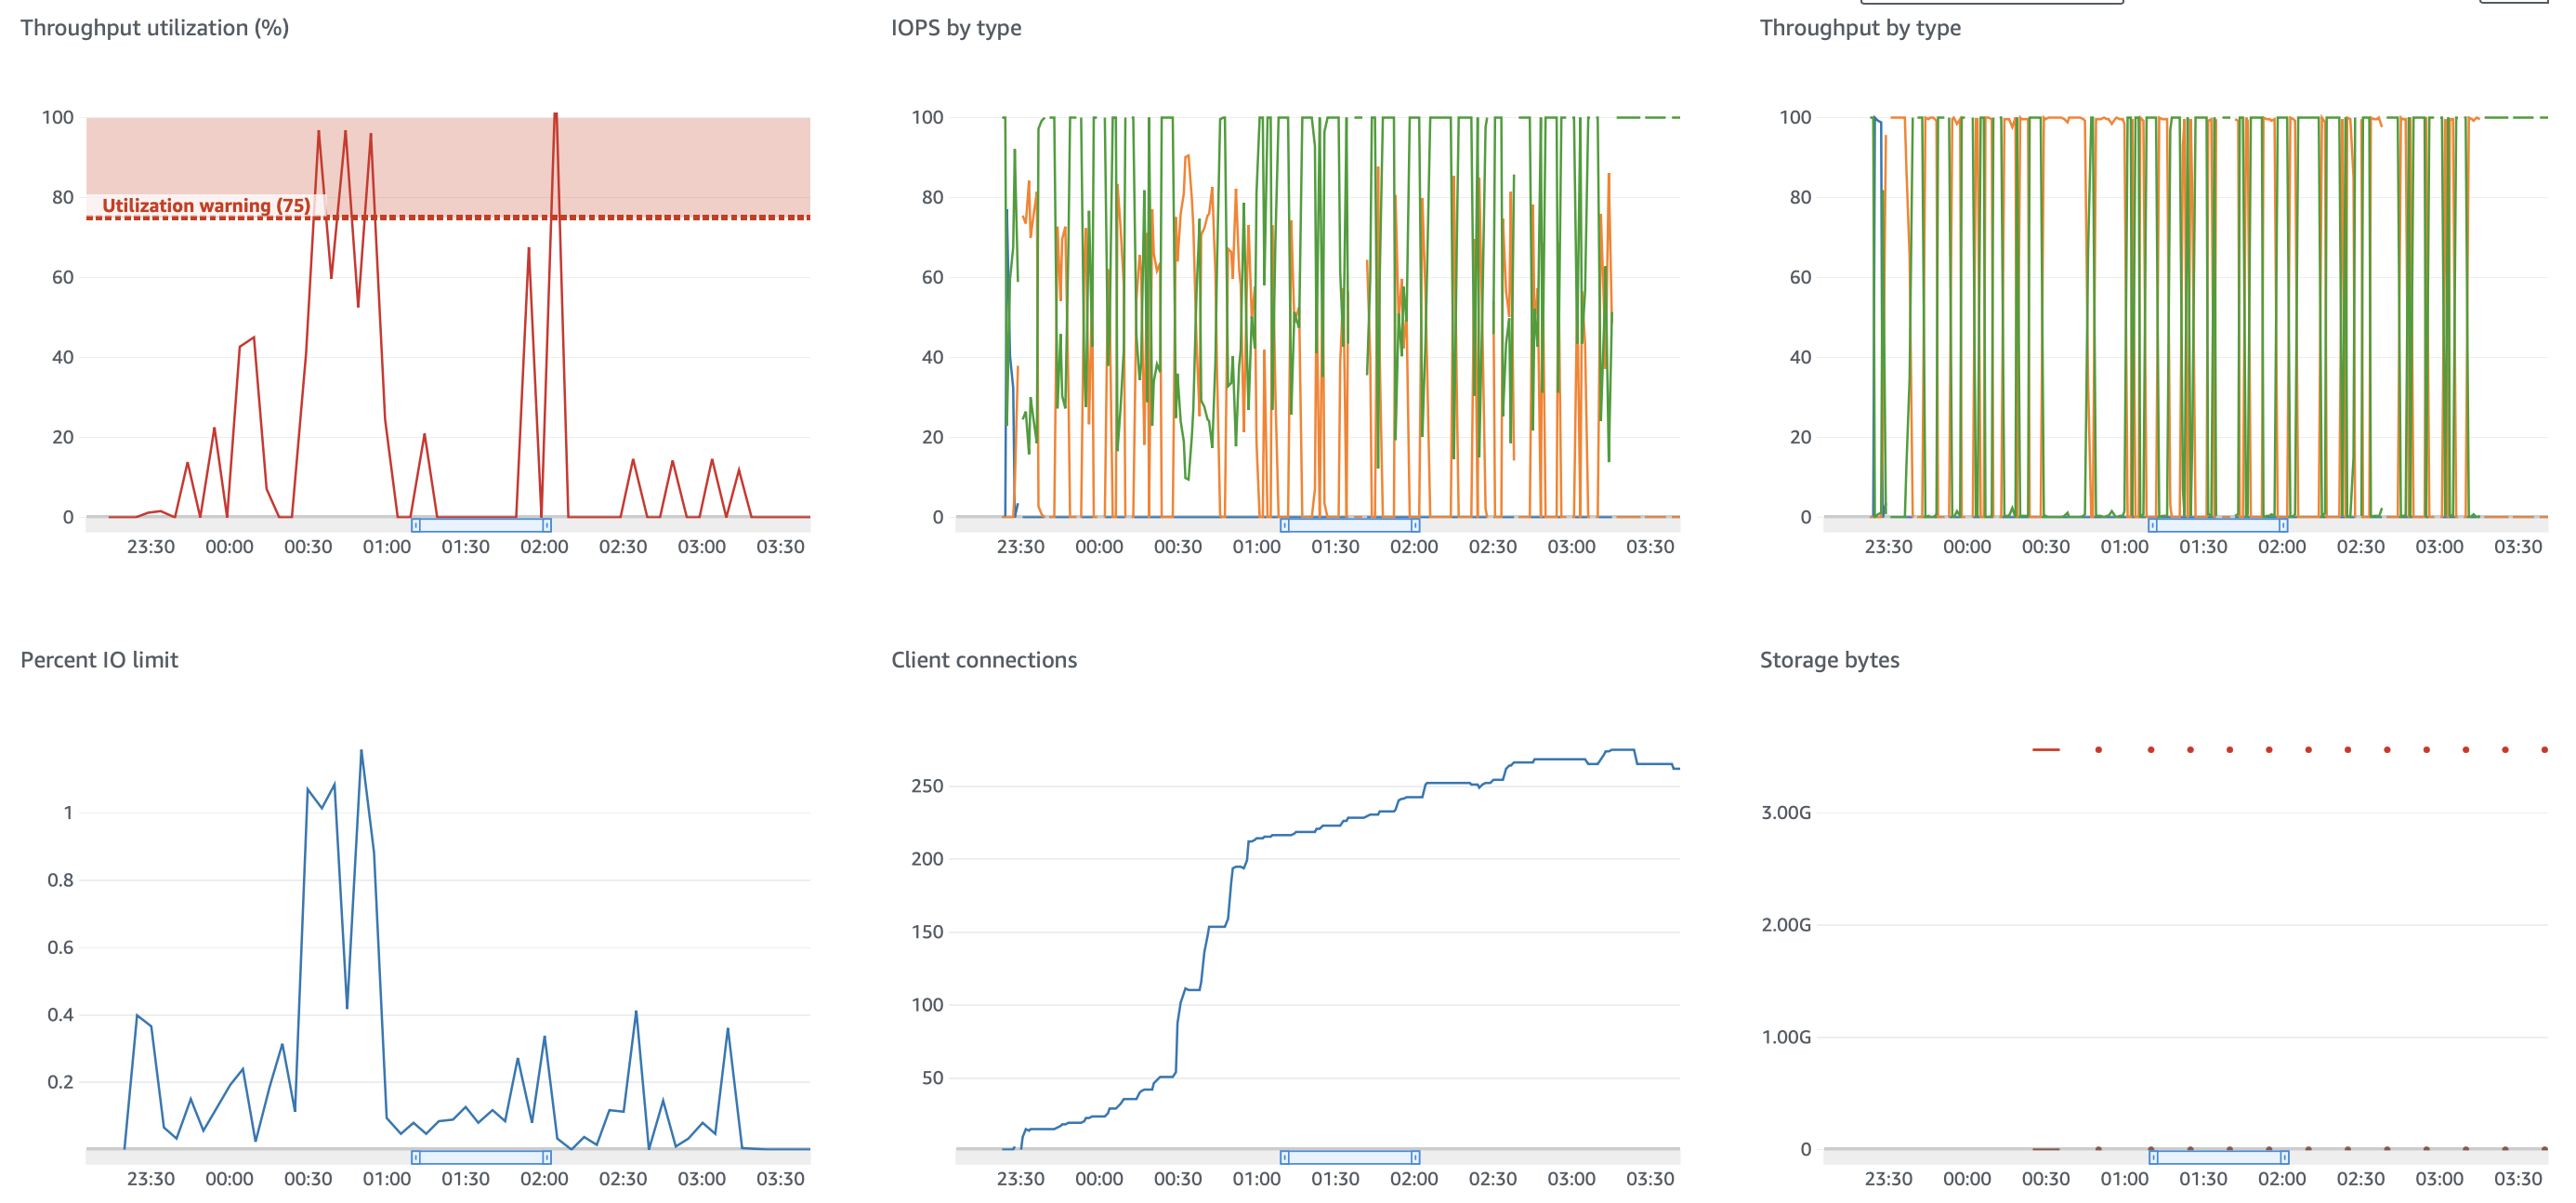 Throughput utilization (%)
IOPS by type
Throughput by type
100
80
Utilization warning (75)
60
40
20
0
23:30 00:00 00:30 01:00 01:30 02:00 02:30 03:00 03:30
100
80
60
40
20
0
23:30 00:00 00:30 01:00 01:30 02:00 02:30 03:00 03:30
100
80
60
40
20
0
23:30 00:00 00:30 01:00 01:30 02:00 02:30 03:00 03:30
Percent IO limit
Client connections
Storage bytes
1
0.8
0.6
0.4
0.2
23:30 00:00 00:30 01:00 01:30 02:00 02:30 03:00 03:30
250
200
150
100
50
23:30 00:00 00:30 01:00 01:30 02:00 02:30 03:00 03:30
3.00G
2.00G
1.00G
0
23:30 00:00 00:30 01:00 01:30 02:00 02:30 03:00 03:30